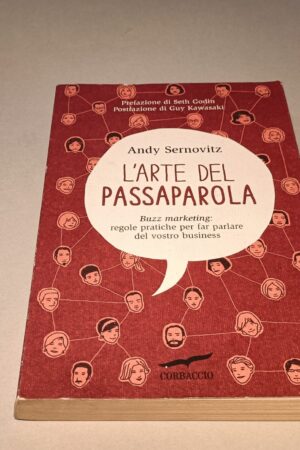 Prefazione di Seth Godin
Postfazione di Guy Kawasaki
Andy Sernovitz
L'ARTE DEL
PASSAPAROLA
Buzz marketing:
regole pratiche per far parlare
del vostro business
CORBACCIO